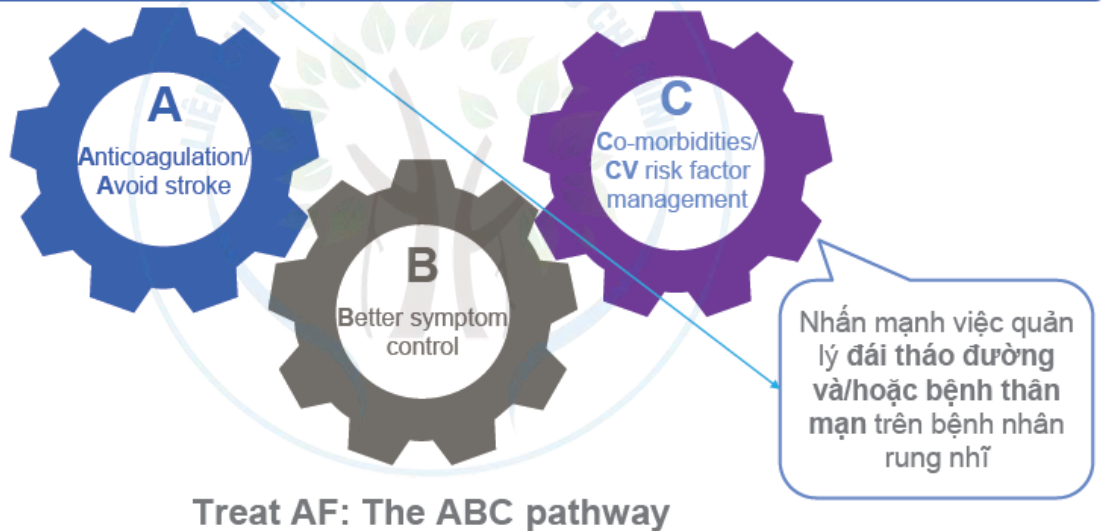 A
Anticoagulation/
Avoid stroke
B
Better symptom
control
C
Co-morbidities/
CV risk factor
management
Nhấn mạnh việc quản
lý đái tháo đường
và/hoặc bệnh thân
mạn trên bệnh nhân
rung nhĩ
Treat AF: The ABC pathway